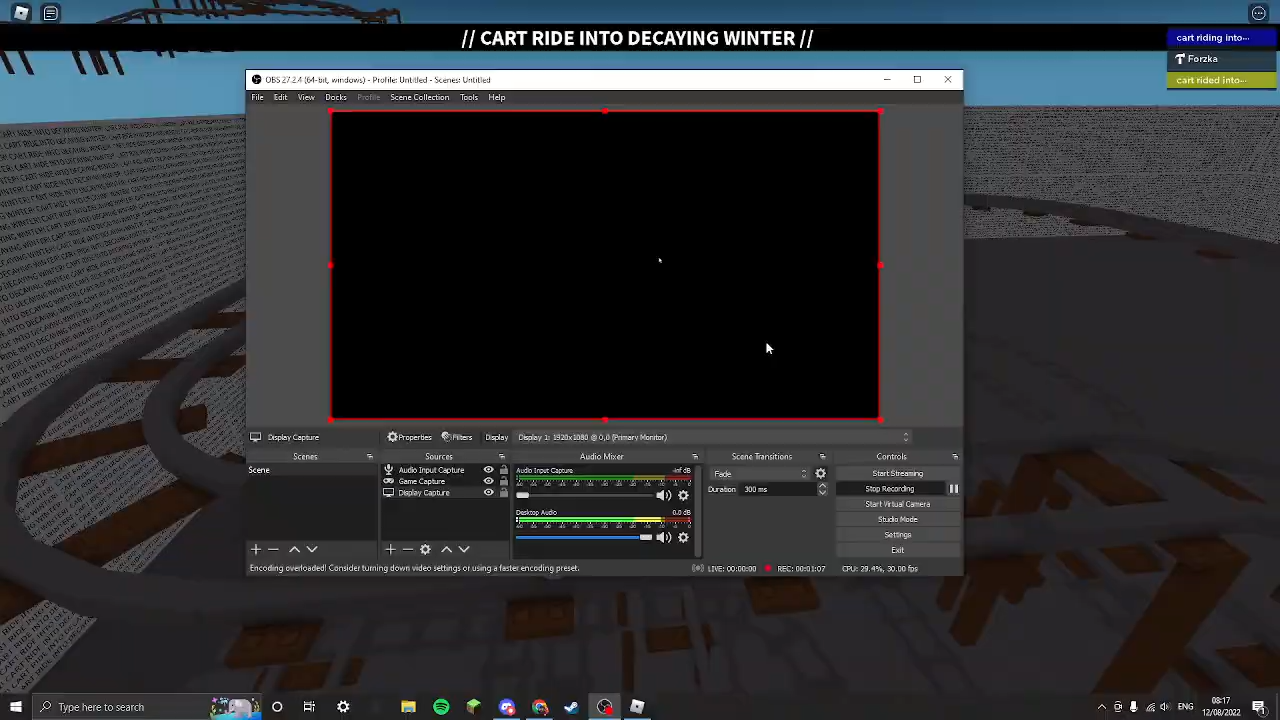 // CART RIDE INTO DECAYING WINTER //
cart riding into...
Forzka
cart rided into...
OBS 27.2.4 (64-bit, windows) - Profile: Untitled - Scenes: Untitled
File Edit View Docks Profile Scene Collection Tools Help
Display Capture Properties Filters Display Display 1: 1920x1080 @ 0,0 (Primary Monitor)
Scenes Sources Audio Mixer Scene Transitions Controls
Scene
Audio Input Capture
Game Capture
Display Capture
Audio Input Capture -inf dB
Desktop Audio 0.0 dB
Fade
Duration 300 ms
Start Streaming
Stop Recording
Start Virtual Camera
Studio Mode
Settings
Exit
Encoding overloaded! Consider turning down video settings or using a faster encoding preset.
LIVE: 00:00:00 REC: 00:01:07 CPU: 29.4%, 30.00 fps
Type here to search
ENG
08:17
12/08/2022